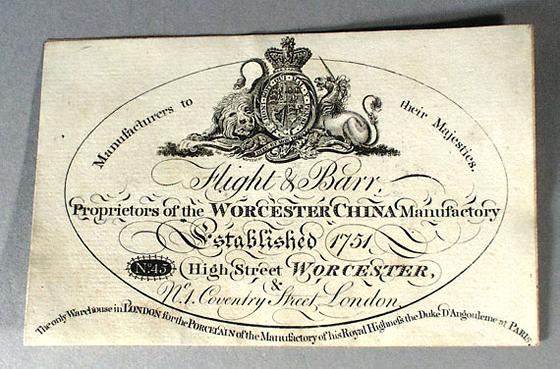 Manufacturers to their Majesties,
Flight & Barr,
Proprietors of the WORCESTER CHINA Manufactory
Established 1751,
No. 45 High Street WORCESTER,
&
No. 1. Coventry Street, London,
The only Warehouse in LONDON for the PORCELAIN of the Manufactory of his Royal Highneſs the Duke D'Angouleme at PARIS.